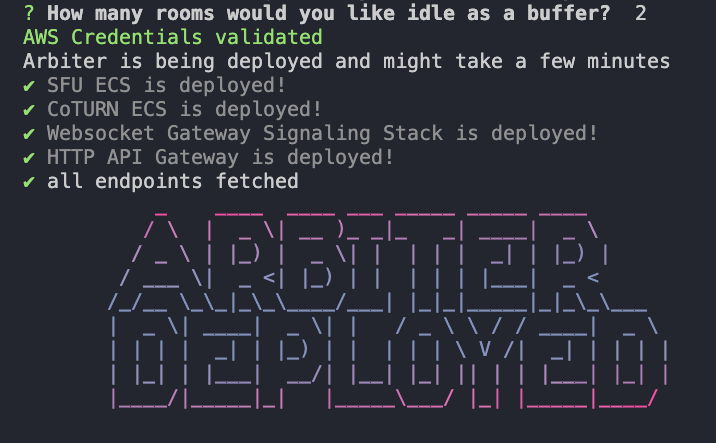 ? How many rooms would you like idle as a buffer? 2
AWS Credentials validated
Arbiter is being deployed and might take a few minutes
✔ SFU ECS is deployed!
✔ CoTURN ECS is deployed!
✔ Websocket Gateway Signaling Stack is deployed!
✔ HTTP API Gateway is deployed!
✔ all endpoints fetched
ARBITER
DEPLOYED